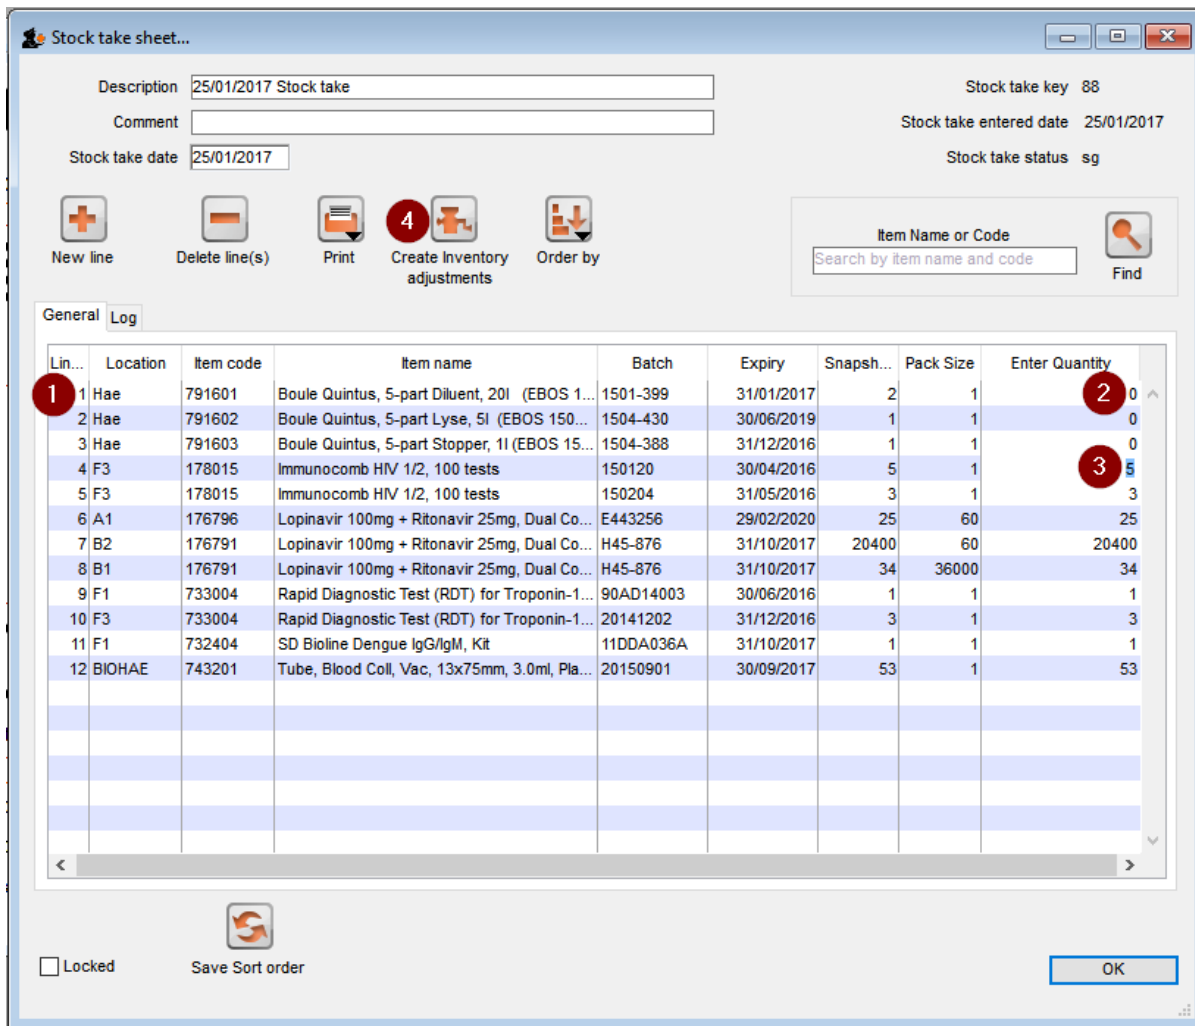 Stock take sheet...
Description 25/01/2017 Stock take Stock take key 88
Comment Stock take entered date 25/01/2017
Stock take date 25/01/2017 Stock take status sg
4
New line Delete line(s) Print Create Inventory adjustments Order by
Item Name or Code
Search by item name and code
Find
General Log
Lin... Location Item code Item name Batch Expiry Snapsh... Pack Size Enter Quantity
1 1 Hae 791601 Boule Quintus, 5-part Diluent, 20l (EBOS 1... 1501-399 31/01/2017 2 1 2 0
2 Hae 791602 Boule Quintus, 5-part Lyse, 5l (EBOS 150... 1504-430 30/06/2019 1 1 0
3 Hae 791603 Boule Quintus, 5-part Stopper, 1l (EBOS 15... 1504-388 31/12/2016 1 1 0
4 F3 178015 Immunocomb HIV 1/2, 100 tests 150120 30/04/2016 5 1 3 5
5 F3 178015 Immunocomb HIV 1/2, 100 tests 150204 31/05/2016 3 1 3
6 A1 176796 Lopinavir 100mg + Ritonavir 25mg, Dual Co... E443256 29/02/2020 25 60 25
7 B2 176791 Lopinavir 100mg + Ritonavir 25mg, Dual Co... H45-876 31/10/2017 20400 60 20400
8 B1 176791 Lopinavir 100mg + Ritonavir 25mg, Dual Co... H45-876 31/10/2017 34 36000 34
9 F1 733004 Rapid Diagnostic Test (RDT) for Troponin-1... 90AD14003 30/06/2016 1 1 1
10 F3 733004 Rapid Diagnostic Test (RDT) for Troponin-1... 20141202 31/12/2016 3 1 3
11 F1 732404 SD Bioline Dengue IgG/IgM, Kit 11DDA036A 31/10/2017 1 1 1
12 BIOHAE 743201 Tube, Blood Coll, Vac, 13x75mm, 3.0ml, Pla... 20150901 30/09/2017 53 1 53
Locked Save Sort order OK